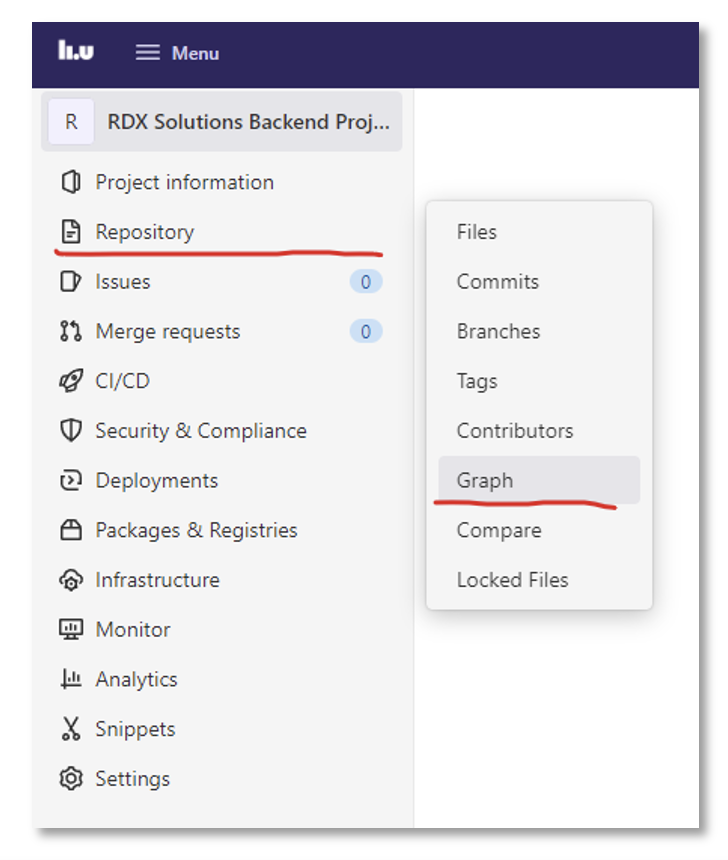 li.u
Menu
R
RDX Solutions Backend Proj...
Project information
Repository
Issues 0
Merge requests 0
CI/CD
Security & Compliance
Deployments
Packages & Registries
Infrastructure
Monitor
Analytics
Snippets
Settings
Files
Commits
Branches
Tags
Contributors
Graph
Compare
Locked Files